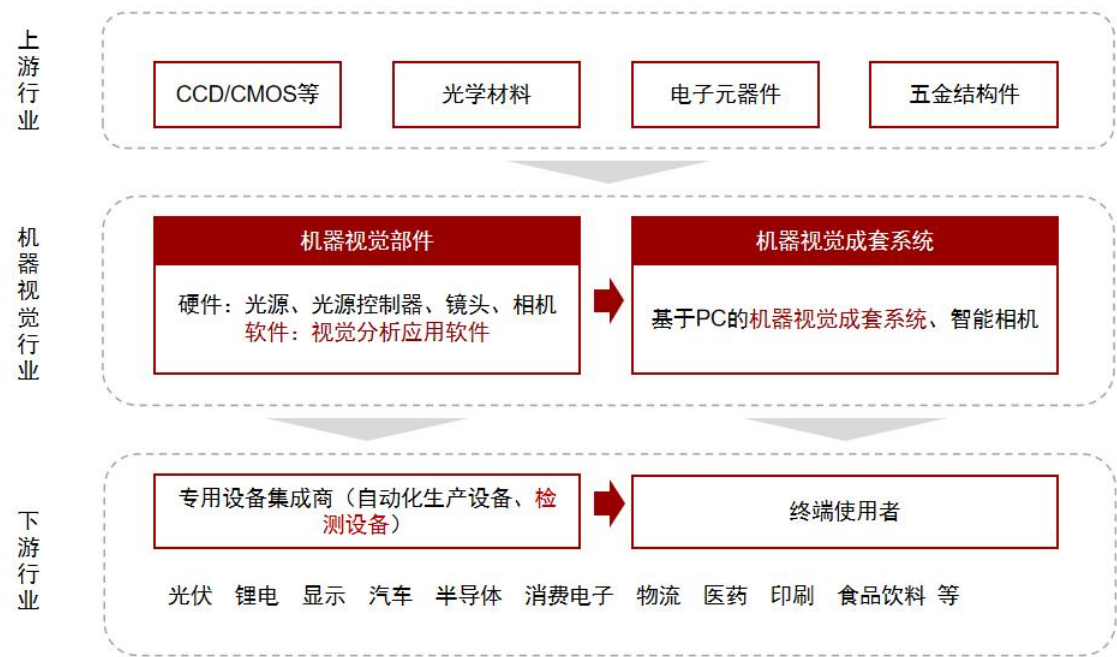 上游行业
CCD/CMOS等
光学材料
电子元器件
五金结构件
机器视觉行业
机器视觉部件
硬件：光源、光源控制器、镜头、相机
软件：视觉分析应用软件
机器视觉成套系统
基于PC的机器视觉成套系统、智能相机
下游行业
专用设备集成商（自动化生产设备、检
测设备）
终端使用者
光伏 锂电 显示 汽车 半导体 消费电子 物流 医药 印刷 食品饮料 等